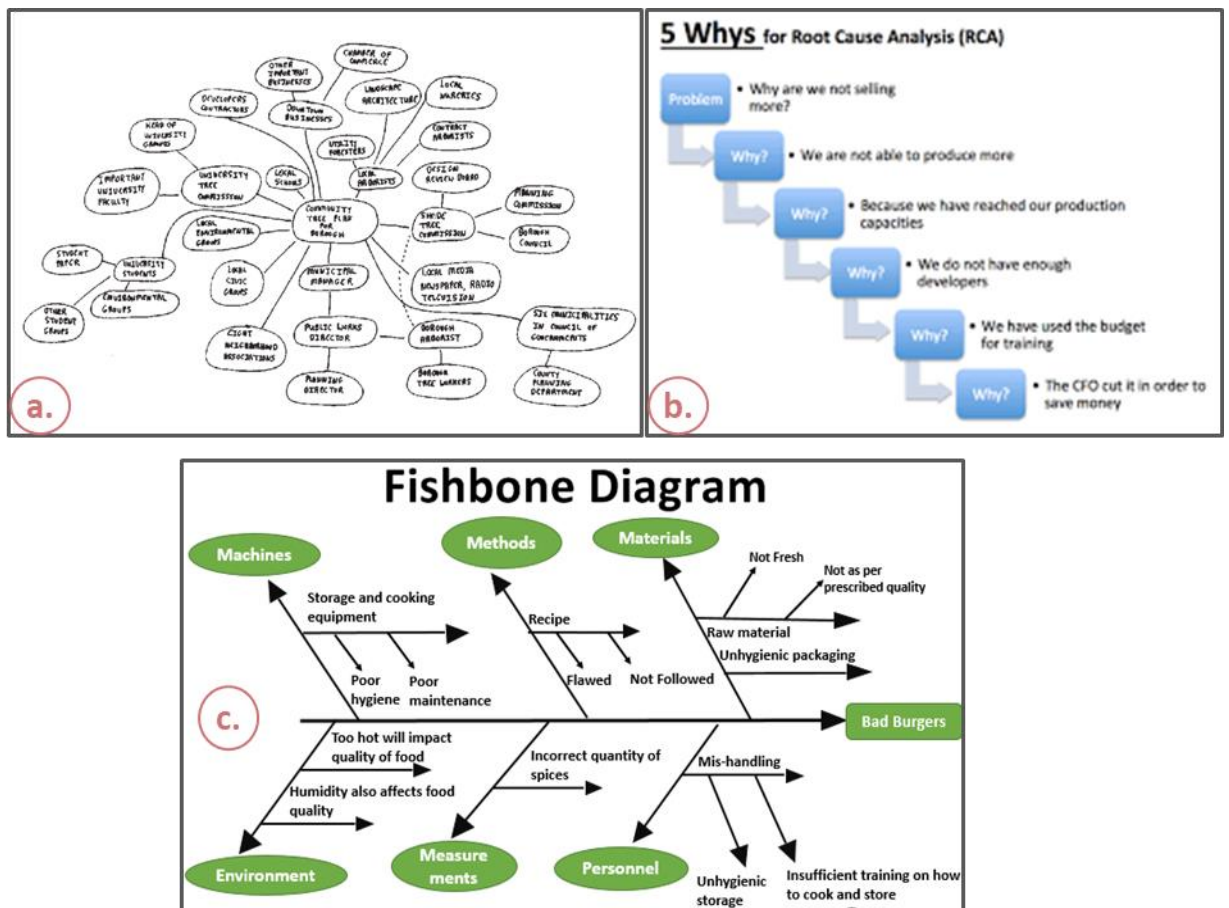 CHAMBER OF
COMMERCE
OTHER
IMPORTANT
BUSINESSES
LANDSCAPE
ARCHITECTURE
LOCAL
DEVELOPERS
CONTRACTORS
DOWNTOWN
BUSINESSES
CONTRACT
ARBORISTS
HEAD OF
UNIVERSITY
GROUNDS
UTILITY
FORESTERS
DESIGN
REVIEW BOARD
IMPORTANT
UNIVERSITY
FACULTY
UNIVERSITY
TREE
COMMISSION
LOCAL
SCHOOLS
LOCAL
ARBORISTS
PLANNING
COMMISSION
COMMUNITY
TREE PLAN
FOR
BOROUGH
SHADE
TREE
COMMISSION
LOCAL
ENVIRONMENTAL
GROUPS
BOROUGH
COUNCIL
STUDENT
PAPER
UNIVERSITY
STUDENTS
LOCAL
CIVIC
GROUPS
MUNICIPAL
MANAGER
LOCAL MEDIA
NEWSPAPER, RADIO
TELEVISION
ENVIRONMENTAL
GROUPS
OTHER
STUDENT
GROUPS
EIGHT
NEIGHBORHOOD
ASSOCIATIONS
PUBLIC WORKS
DIRECTOR
BOROUGH
ARBORIST
SIX MUNICIPALITIES
IN COUNCIL OF
GOVERNMENTS
PLANNING
DIRECTOR
BOROUGH
TREE WORKERS
COUNTY
PLANNING
DEPARTMENT
a.
5 Whys for Root Cause Analysis (RCA)
Problem
• Why are we not selling
more?
Why?
• We are not able to produce more
Why?
• Because we have reached our production
capacities
Why?
• We do not have enough
developers
Why?
• We have used the budget
for training
Why?
• The CFO cut it in order to
save money
b.
Fishbone Diagram
Machines
Methods
Materials
Storage and cooking
equipment
Poor
hygiene
Poor
maintenance
Recipe
Flawed
Not Followed
Not Fresh
Not as per
prescribed quality
Raw material
Unhygienic packaging
c.
Bad Burgers
Too hot will impact
quality of food
Humidity also affects food
quality
Environment
Incorrect quantity of
spices
Measure
ments
Mis-handling
Personnel
Unhygienic
storage
Insufficient training on how
to cook and store